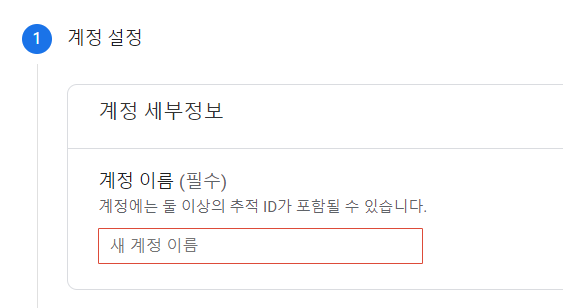 1 계정 설정
계정 세부정보
계정 이름 (필수)
계정에는 둘 이상의 추적 ID가 포함될 수 있습니다.
새 계정 이름